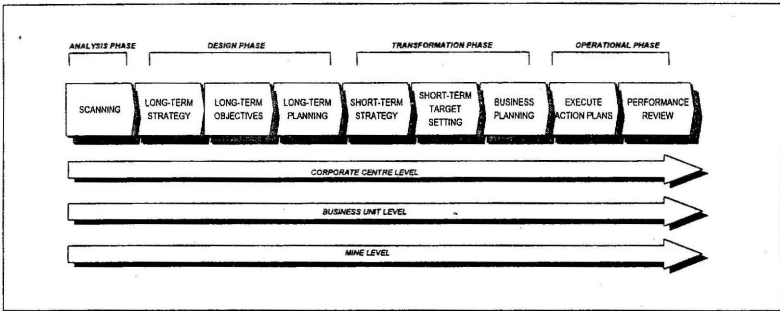 ANALYSIS PHASE
DESIGN PHASE
TRANSFORMATION PHASE
OPERATIONAL PHASE
SCANNING
LONG-TERM
STRATEGY
LONG-TERM
OBJECTIVES
LONG-TERM
PLANNING
SHORT-TERM
STRATEGY
SHORT-TERM
TARGET
SETTING
BUSINESS
PLANNING
EXECUTE
ACTION PLANS
PERFORMANCE
REVIEW
CORPORATE CENTRE LEVEL
BUSINESS UNIT LEVEL
MINE LEVEL